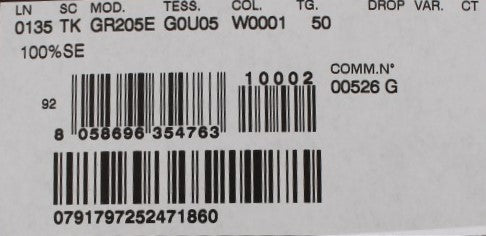 LN SC MOD. TESS. COL. TG. DROP VAR. CT
0135 TK GR205E G0U05 W0001 50
100%SE
10002
COMM.N°
00526 G
92
8 058696 354763
0791797252471860